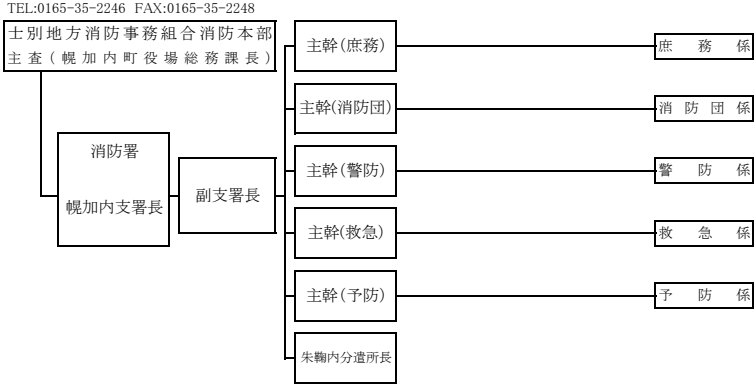 TEL:0165-35-2246 FAX:0165-35-2248
士別地方消防事務組合消防本部
主査(幌加内町役場総務課長)
消防署
幌加内支署長
副支署長
主幹(庶務)
庶務係
主幹(消防団)
消防団係
主幹(警防)
警防係
主幹(救急)
救急係
主幹(予防)
予防係
朱鞠内分遣所長